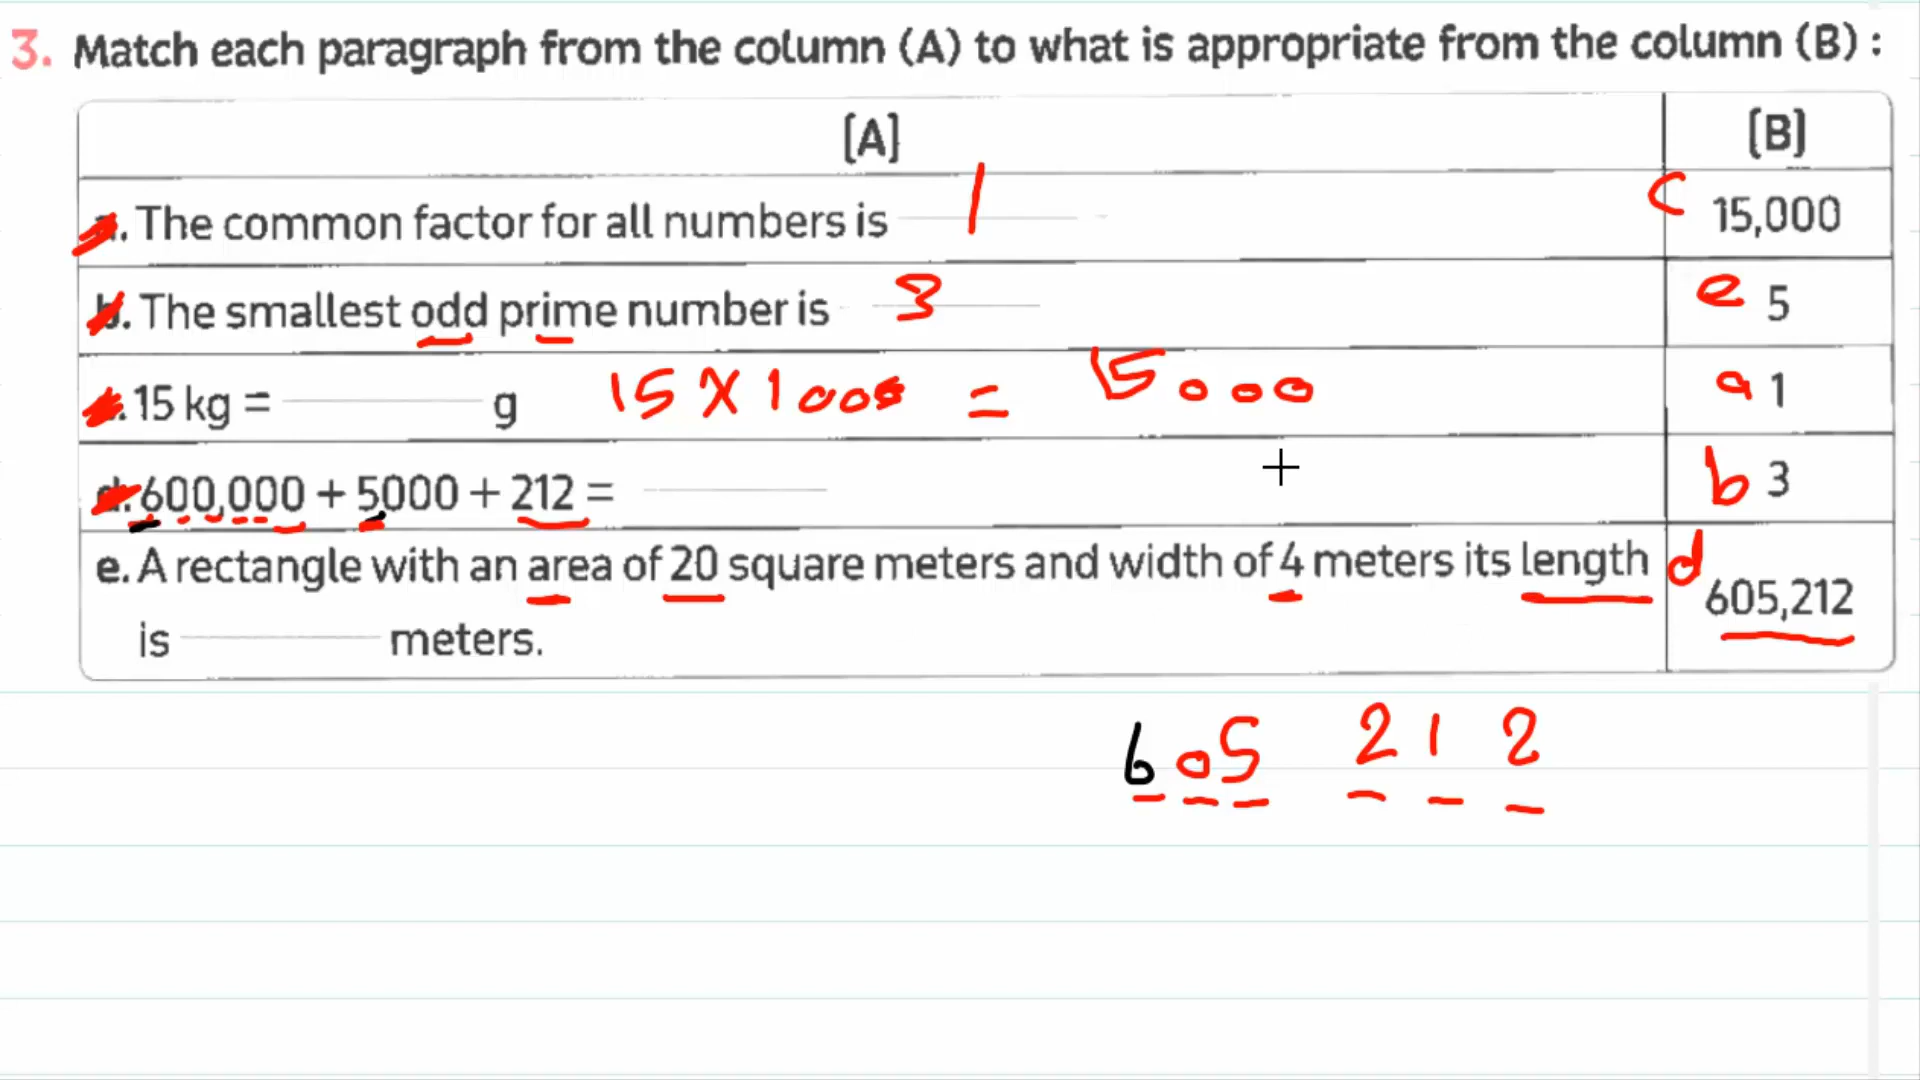 3. Match each paragraph from the column (A) to what is appropriate from the column (B) :
[A] [B]
. The common factor for all numbers is 1 c 15,000
b. The smallest odd prime number is 3 e 5
. 15 kg = g 15 X 1000 = 15000 a 1
d. 600,000 + 5000 + 212 = b 3
e. A rectangle with an area of 20 square meters and width of 4 meters its length d 605,212
is meters.
605 212